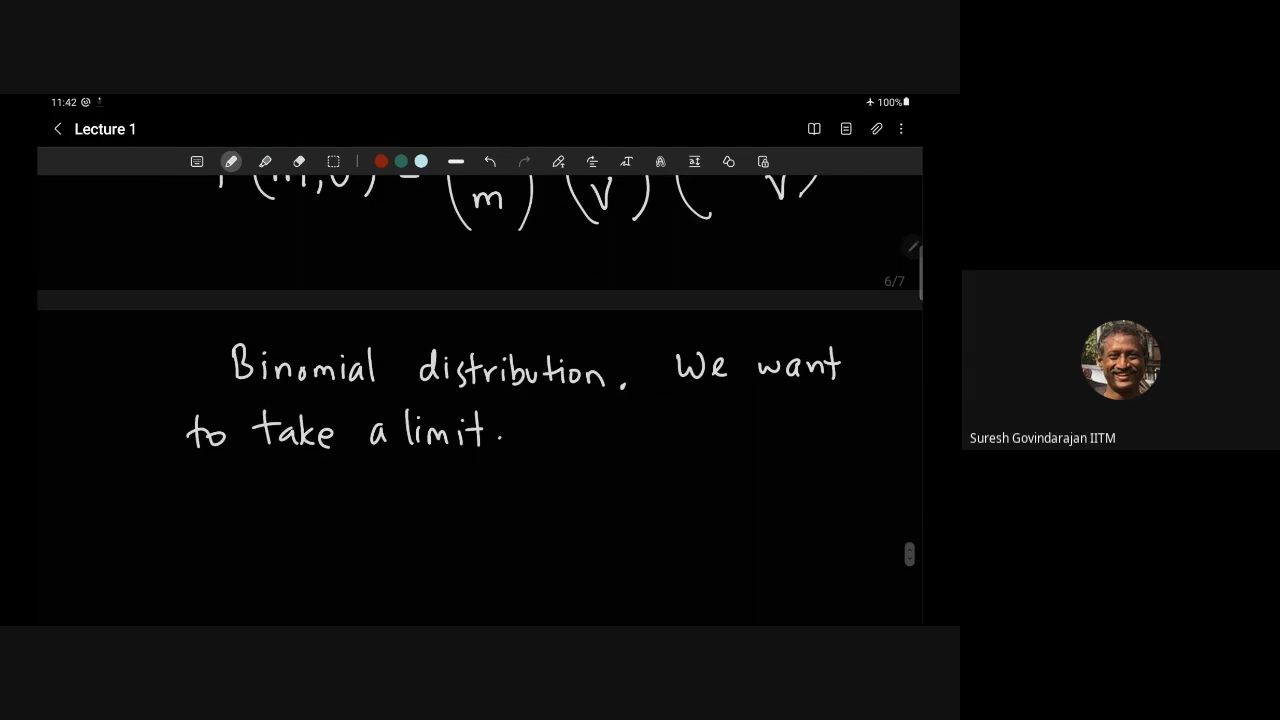 11:42
100%
Lecture 1
m v v
6/7
Binomial distribution. We want
to take a limit.
Suresh Govindarajan IITM